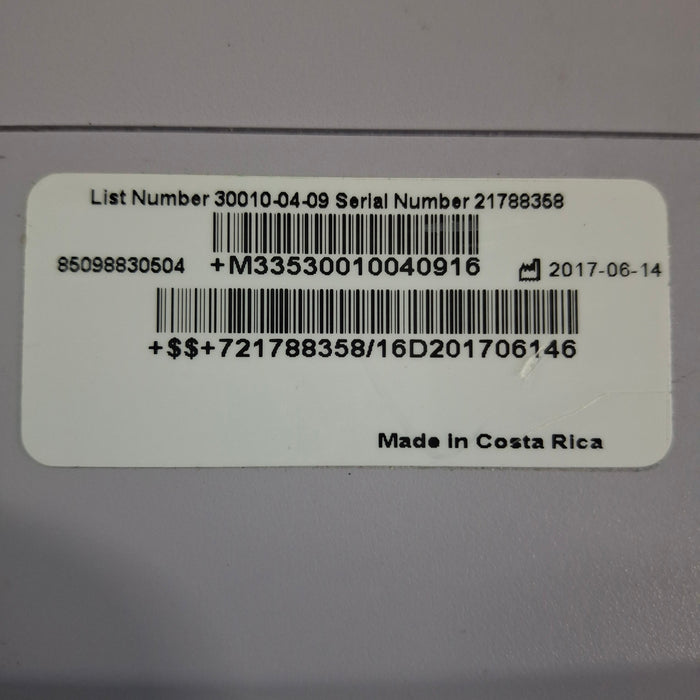 List Number 30010-04-09 Serial Number 21788358
85098830504 +M33530010040916 2017-06-14
+$$+721788358/16D201706146
Made in Costa Rica